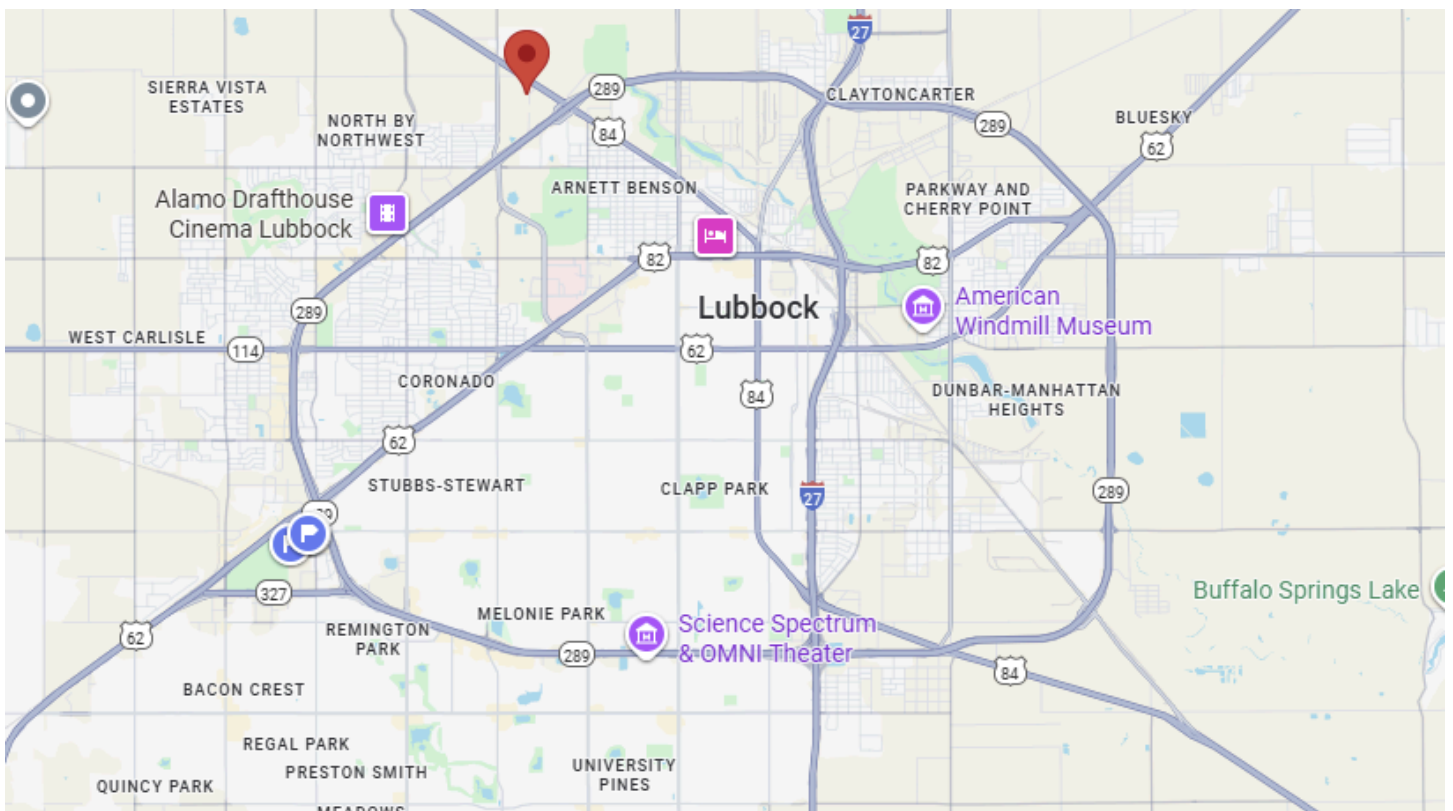 27
SIERRA VISTA
ESTATES
289
CLAYTONCARTER
NORTH BY
NORTHWEST
84
289
BLUESKY
62
ARNETT BENSON
PARKWAY AND
CHERRY POINT
Alamo Drafthouse
Cinema Lubbock
82
82
Lubbock
American
Windmill Museum
289
WEST CARLISLE
114
62
CORONADO
84
DUNBAR-MANHATTAN
HEIGHTS
62
STUBBS-STEWART
CLAPP PARK
27
289
327
Buffalo Springs Lake
MELONIE PARK
62
REMINGTON
PARK
Science Spectrum
& OMNI Theater
289
84
BACON CREST
REGAL PARK
PRESTON SMITH
UNIVERSITY
PINES
QUINCY PARK
MEADOWS